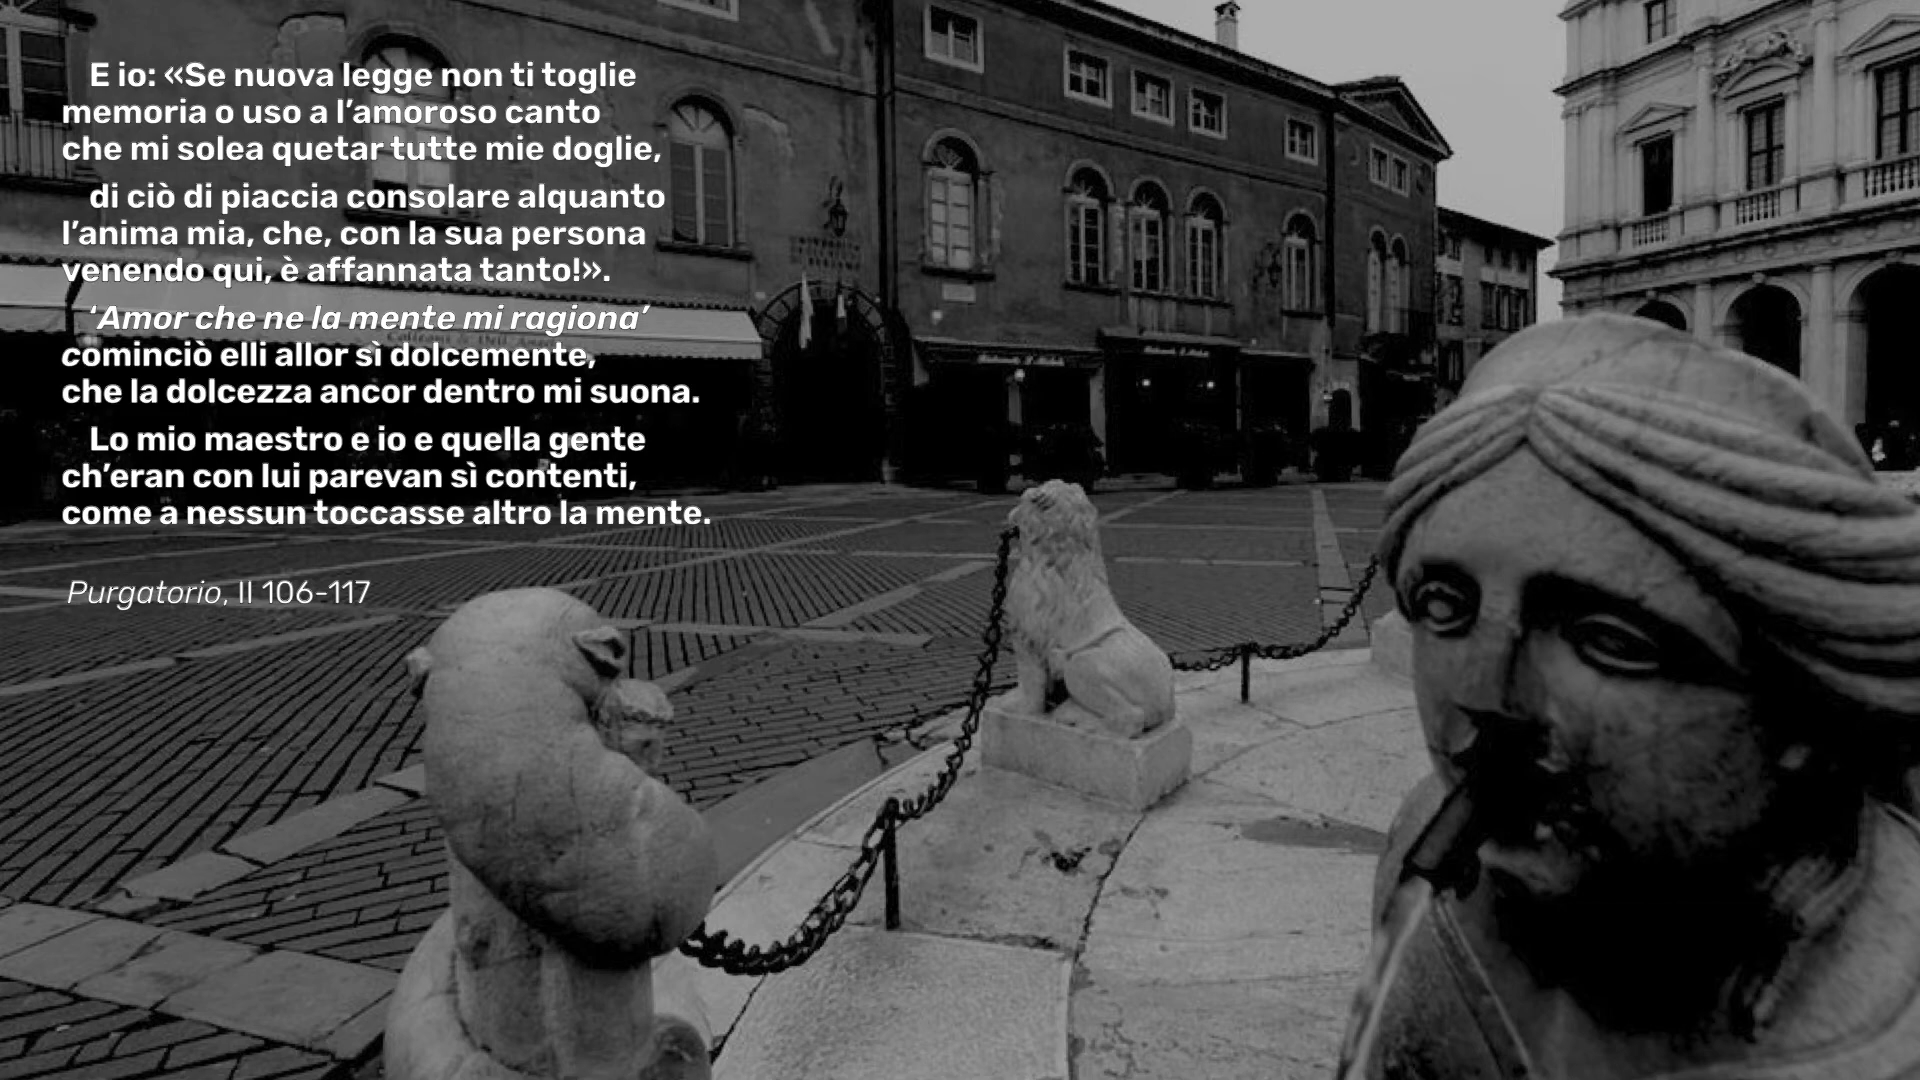 E io: «Se nuova legge non ti toglie
memoria o uso a l’amoroso canto
che mi solea quetar tutte mie doglie,
di ciò di piaccia consolare alquanto
l’anima mia, che, con la sua persona
venendo qui, è affannata tanto!».
‘Amor che ne la mente mi ragiona’
cominciò elli allor sì dolcemente,
che la dolcezza ancor dentro mi suona.
Lo mio maestro e io e quella gente
ch’eran con lui parevan sì contenti,
come a nessun toccasse altro la mente.
Purgatorio, II 106-117